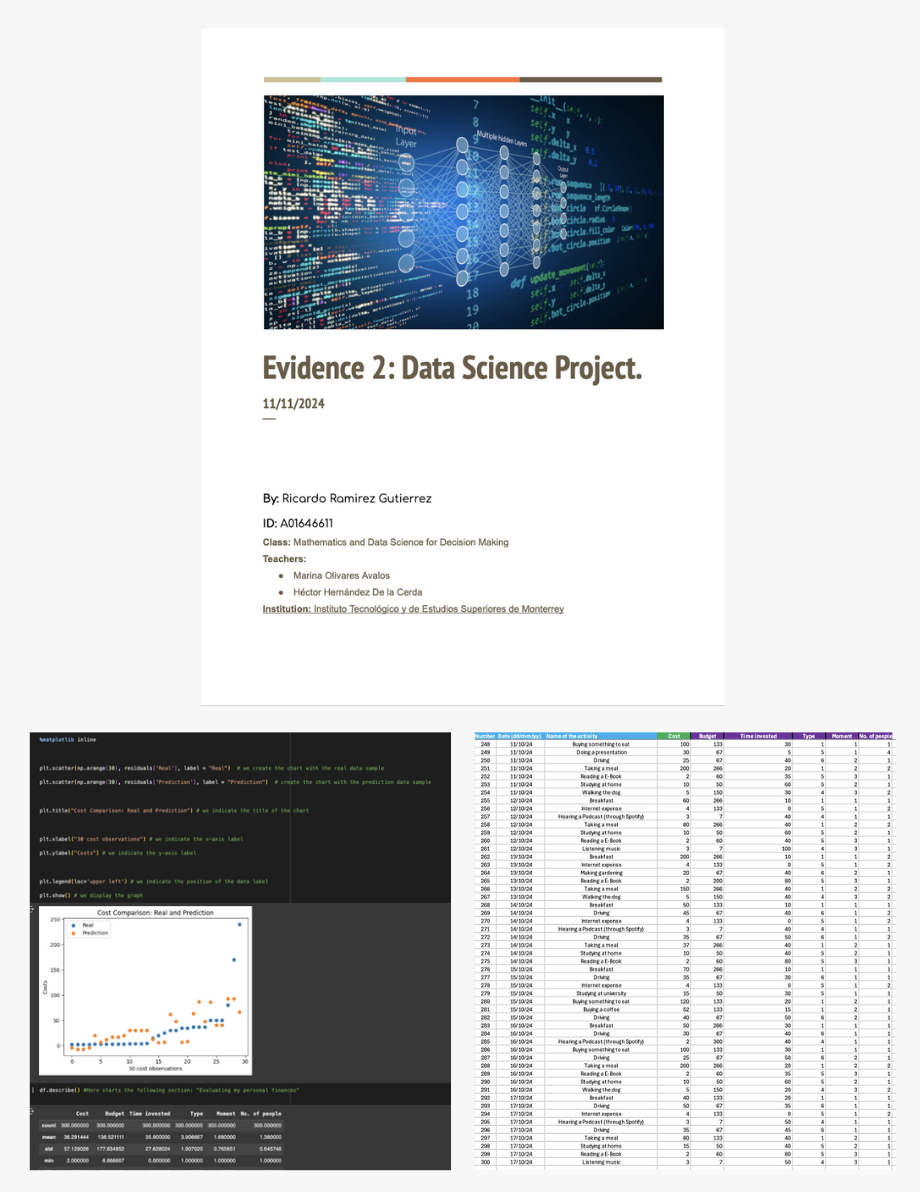 Input
Layer
Multiple hidden Layers
Output
Layer
7
8
18
19
20
def update_movement(self):
self.delta_x
self.delta_y
self.bot_circle.position
Evidence 2: Data Science Project.
11/11/2024
By: Ricardo Ramirez Gutierrez
ID: A01646611
Class: Mathematics and Data Science for Decision Making
Teachers:
● Marina Olivares Avalos
● Héctor Hernández De la Cerda
Institution: Instituto Tecnológico y de Estudios Superiores de Monterrey
%matplotlib inline
plt.scatter(np.arange(30), residuals['Real'], label = "Real") # we create the chart with the real data sample
plt.scatter(np.arange(30), residuals['Prediction'], label = "Prediction") # create the chart with the prediction data sample
plt.title("Cost Comparison: Real and Prediction") # we indicate the title of the chart
plt.xlabel("30 cost observations") # we indicate the x-axis label
plt.ylabel("Costs") # we indicate the y-axis label
plt.legend(loc='upper left') # we indicate the position of the data label
plt.show() # we display the graph
Cost Comparison: Real and Prediction
Real
Prediction
250
200
150
100
50
0
Costs
0 5 10 15 20 25 30
30 cost observations
df.describe() #Here starts the following section: "Evaluating my personal finances"
Cost Budget Time invested Type Moment No. of people
count 300.000000 300.000000 300.000000 300.000000 300.000000 300.000000
mean 36.291444 136.521111 35.900000 3.906667 1.680000 1.380000
std 57.129026 177.634952 27.628024 1.907025 0.765651 0.645746
min 2.000000 6.666667 0.000000 1.000000 1.000000 1.000000
Number Date (dd/mm/yy) Name of the activity Cost Budget Time invested Type Moment No. of people
248 11/10/24 Buying something to eat 100 133 30 1 1 1
249 11/10/24 Doing a presentation 30 67 5 5 1 4
250 11/10/24 Driving 25 67 40 6 2 1
251 11/10/24 Taking a meal 200 266 20 1 2 2
252 11/10/24 Reading a E-Book 2 60 35 5 3 1
253 11/10/24 Studying at home 10 50 60 5 2 1
254 11/10/24 Walking the dog 5 150 30 4 3 2
255 12/10/24 Breakfast 60 266 10 1 1 1
256 12/10/24 Internet expense 4 133 0 5 1 2
257 12/10/24 Hearing a Podcast (through Spotify) 3 7 40 4 1 1
258 12/10/24 Taking a meal 80 266 40 1 2 2
259 12/10/24 Studying at home 10 50 60 5 2 1
260 12/10/24 Reading a E-Book 2 60 40 5 3 1
261 12/10/24 Listening music 3 7 100 4 3 1
262 13/10/24 Breakfast 200 266 10 1 1 2
263 13/10/24 Internet expense 4 133 0 5 1 2
264 13/10/24 Making gardening 20 67 40 6 2 1
265 13/10/24 Reading a E-Book 2 200 80 5 3 1
266 13/10/24 Taking a meal 150 266 40 1 2 2
267 13/10/24 Walking the dog 5 150 40 4 3 2
268 14/10/24 Breakfast 50 266 10 1 1 1
269 14/10/24 Driving 45 67 40 6 1 2
270 14/10/24 Internet expense 4 133 0 5 1 2
271 14/10/24 Hearing a Podcast (through Spotify) 3 7 40 4 1 1
272 14/10/24 Driving 35 67 50 6 1 2
273 14/10/24 Taking a meal 37 266 40 1 2 1
274 14/10/24 Studying at home 10 50 40 5 2 1
275 14/10/24 Reading a E-Book 2 60 80 5 3 1
276 15/10/24 Breakfast 70 266 10 1 1 1
277 15/10/24 Driving 35 67 30 6 1 1
278 15/10/24 Internet expense 4 133 0 5 1 2
279 15/10/24 Studying at university 15 50 30 5 1 1
280 15/10/24 Buying something to eat 120 133 20 1 2 1
281 15/10/24 Buying a coffee 52 133 15 1 2 1
282 15/10/24 Driving 40 67 50 6 2 2
283 16/10/24 Breakfast 50 266 30 1 1 1
284 16/10/24 Driving 30 67 40 6 1 1
285 16/10/24 Hearing a Podcast (through Spotify) 2 300 40 4 1 1
286 16/10/24 Buying something to eat 100 133 30 1 1 1
287 16/10/24 Driving 25 67 50 6 2 2
288 16/10/24 Taking a meal 200 266 40 1 2 2
289 16/10/24 Reading a E-Book 2 60 35 5 3 1
290 16/10/24 Studying at home 10 50 60 5 2 1
291 16/10/24 Walking the dog 5 150 40 4 3 2
292 17/10/24 Breakfast 40 133 20 1 1 1
293 17/10/24 Driving 50 67 35 6 1 1
294 17/10/24 Internet expense 4 133 0 5 1 2
295 17/10/24 Hearing a Podcast (through Spotify) 3 7 50 4 1 1
296 17/10/24 Driving 35 67 45 6 1 2
297 17/10/24 Taking a meal 80 133 40 1 2 1
298 17/10/24 Studying at home 10 50 40 5 2 1
299 17/10/24 Reading a E-Book 2 60 80 5 3 1
300 17/10/24 Listening music 3 7 50 4 3 1